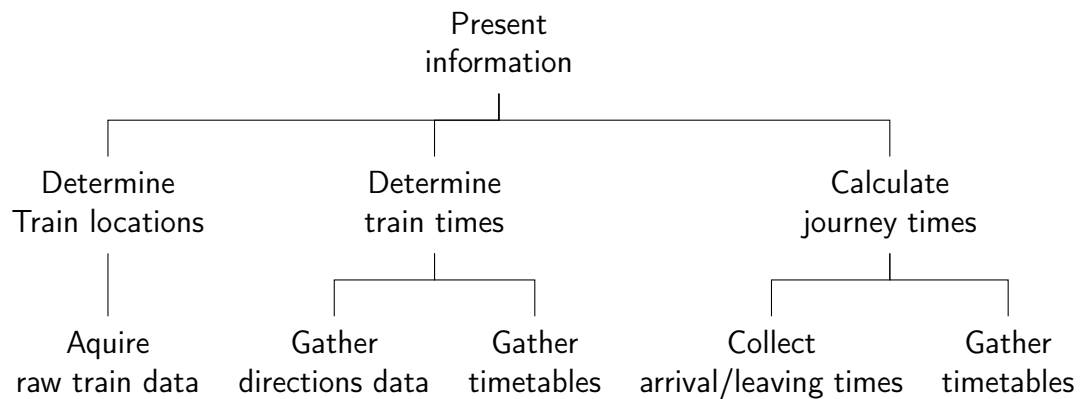 Present
information
Determine
Train locations
Determine
train times
Calculate
journey times
Aquire
raw train data
Gather
directions data
Gather
timetables
Collect
arrival/leaving times
Gather
timetables